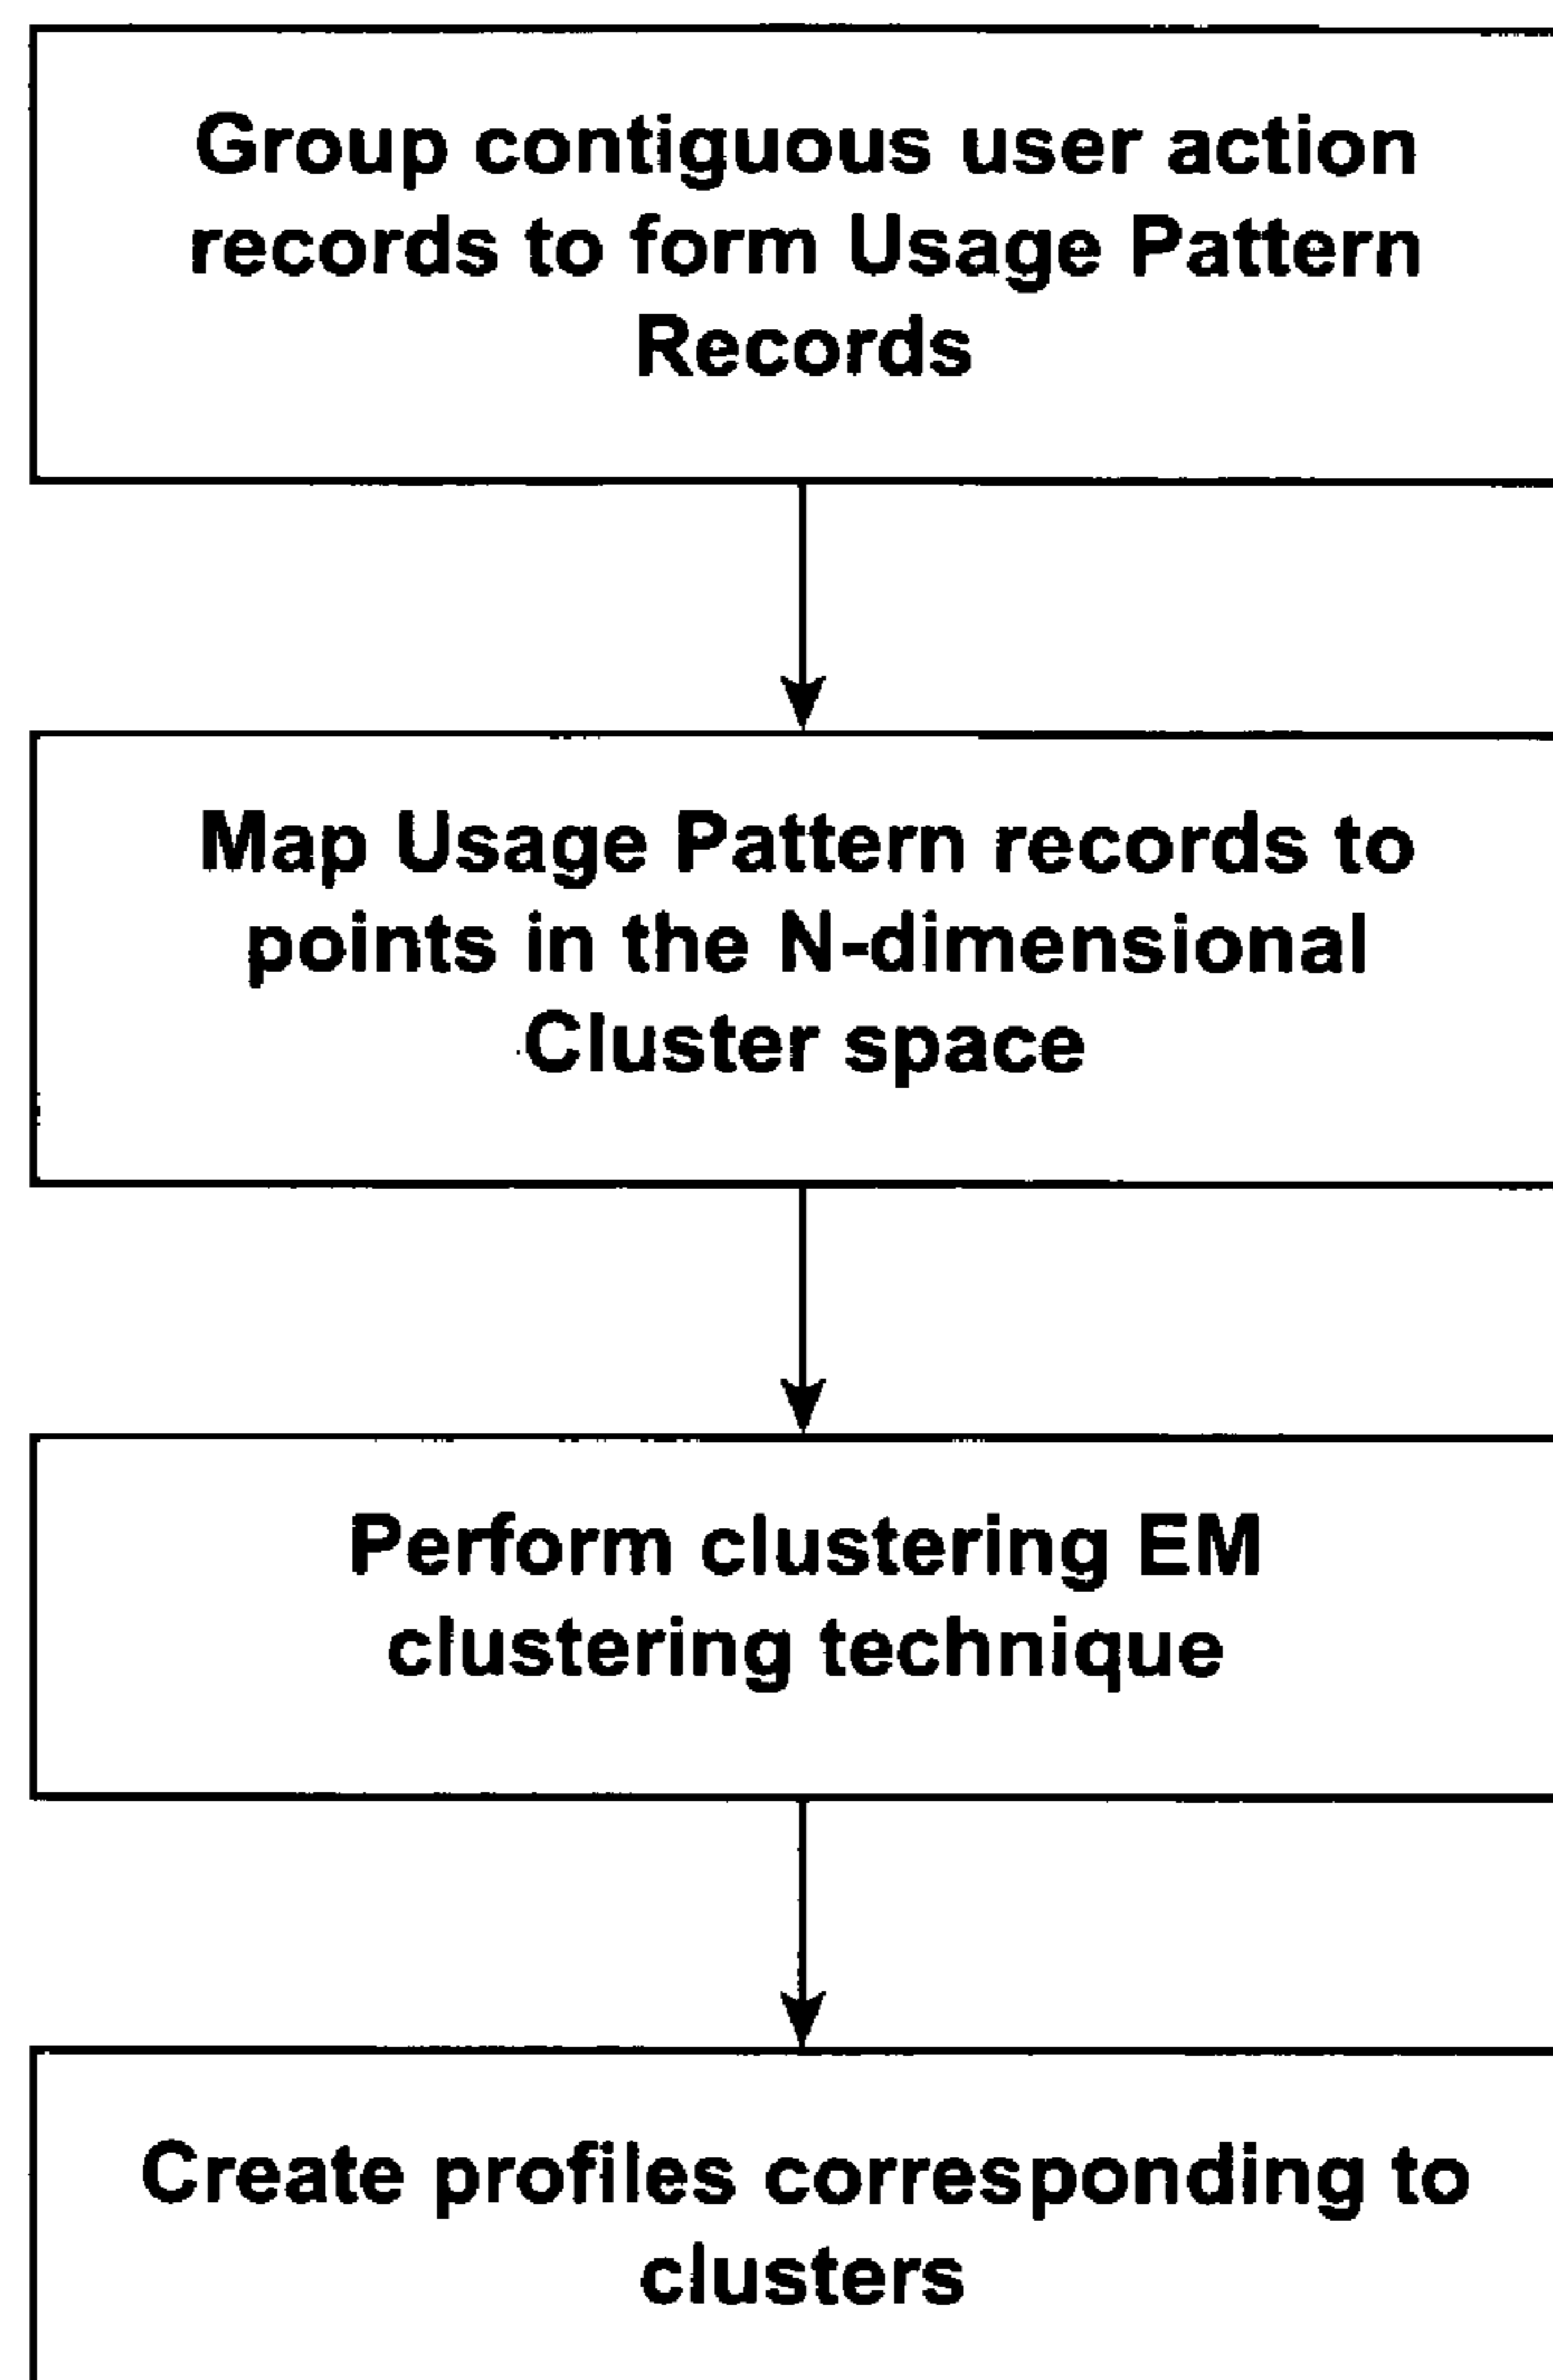 Group contiguous user action
records to form Usage Pattern
Records
Map Usage Pattern records to
points in the N-dimensional
Cluster space
Perform clustering EM
clustering technique
Create profiles corresponding to
clusters